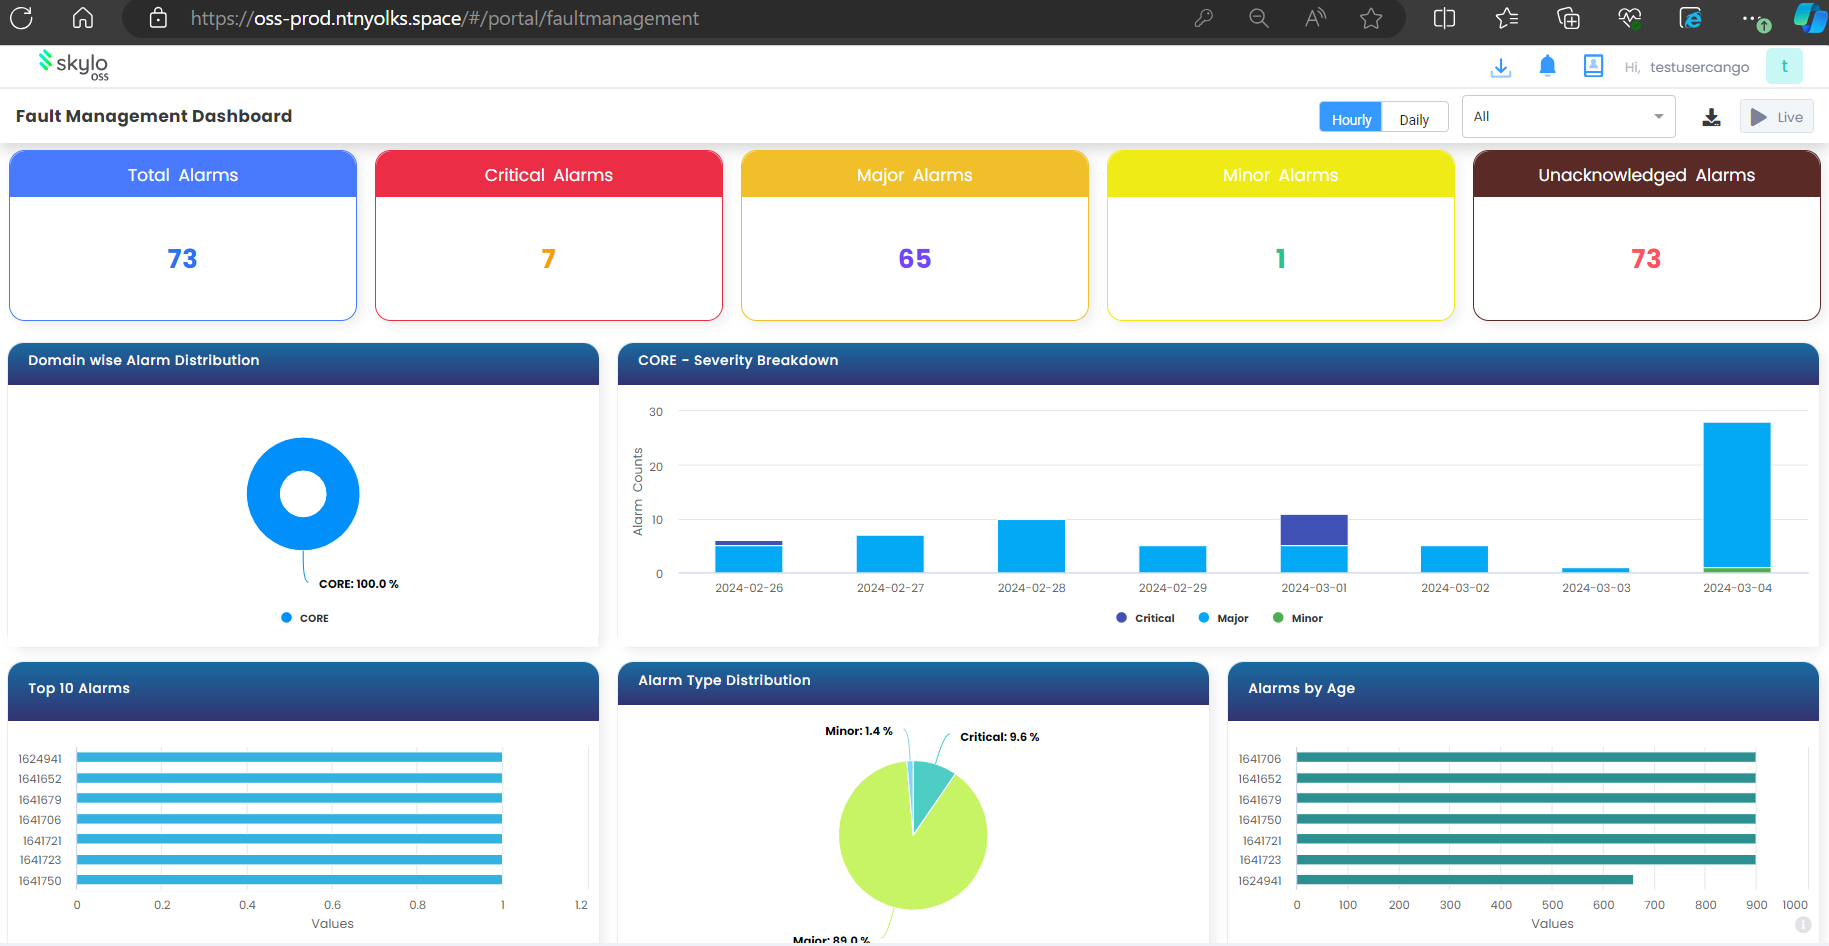 https://oss-prod.ntnyolks.space/#/portal/faultmanagement
skylo
oss
Hi, testusercango
t
Fault Management Dashboard
Hourly
Daily
All
Live
Total Alarms
Critical Alarms
Major Alarms
Minor Alarms
Unacknowledged Alarms
73
7
65
1
73
Domain wise Alarm Distribution
CORE: 100.0 %
CORE
CORE - Severity Breakdown
Alarm Counts
30
20
10
0
2024-02-26
2024-02-27
2024-02-28
2024-02-29
2024-03-01
2024-03-02
2024-03-03
2024-03-04
Critical
Major
Minor
Top 10 Alarms
1624941
1641652
1641679
1641706
1641721
1641723
1641750
0
0.2
0.4
0.6
0.8
1
1.2
Values
Alarm Type Distribution
Minor: 1.4 %
Critical: 9.6 %
Major: 89.0 %
Alarms by Age
1641706
1641652
1641679
1641750
1641721
1641723
1624941
0
100
200
300
400
500
600
700
800
900
1000
Values